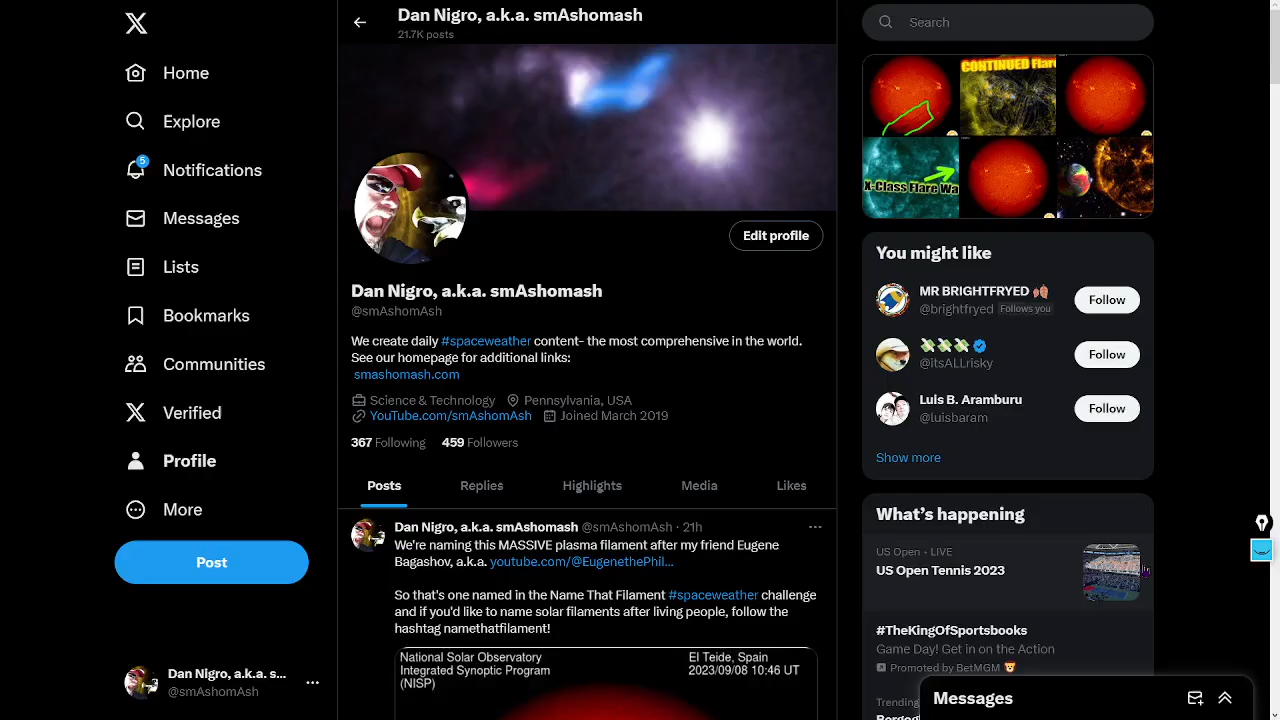 Home
Explore
5
Notifications
Messages
Lists
Bookmarks
Communities
Verified
Profile
More
Post
Dan Nigro, a.k.a. s...
@smAshomAsh
Dan Nigro, a.k.a. smAshomash
21.7K posts
Edit profile
Dan Nigro, a.k.a. smAshomash
@smAshomAsh
We create daily #spaceweather content- the most comprehensive in the world.
See our homepage for additional links:
smashomash.com
Science & Technology Pennsylvania, USA
YouTube.com/smAshomAsh Joined March 2019
367 Following 459 Followers
Posts Replies Highlights Media Likes
Dan Nigro, a.k.a. smAshomash @smAshomAsh · 21h
We're naming this MASSIVE plasma filament after my friend Eugene
Bagashov, a.k.a. youtube.com/@EugenethePhil...
So that's one named in the Name That Filament #spaceweather challenge
and if you'd like to name solar filaments after living people, follow the
hashtag namethatfilament!
National Solar Observatory
Integrated Synoptic Program
(NISP)
El Teide, Spain
2023/09/08 10:46 UT
Search
CONTINUED Flare
X-Class Flare Wa
You might like
MR BRIGHTFRYED
@brightfryed Follows you
Follow
@itsALLrisky
Follow
Luis B. Aramburu
@luisbaram
Follow
Show more
What's happening
US Open · LIVE
US Open Tennis 2023
#TheKingOfSportsbooks
Game Day! Get in on the Action
Promoted by BetMGM
Trending
Messages